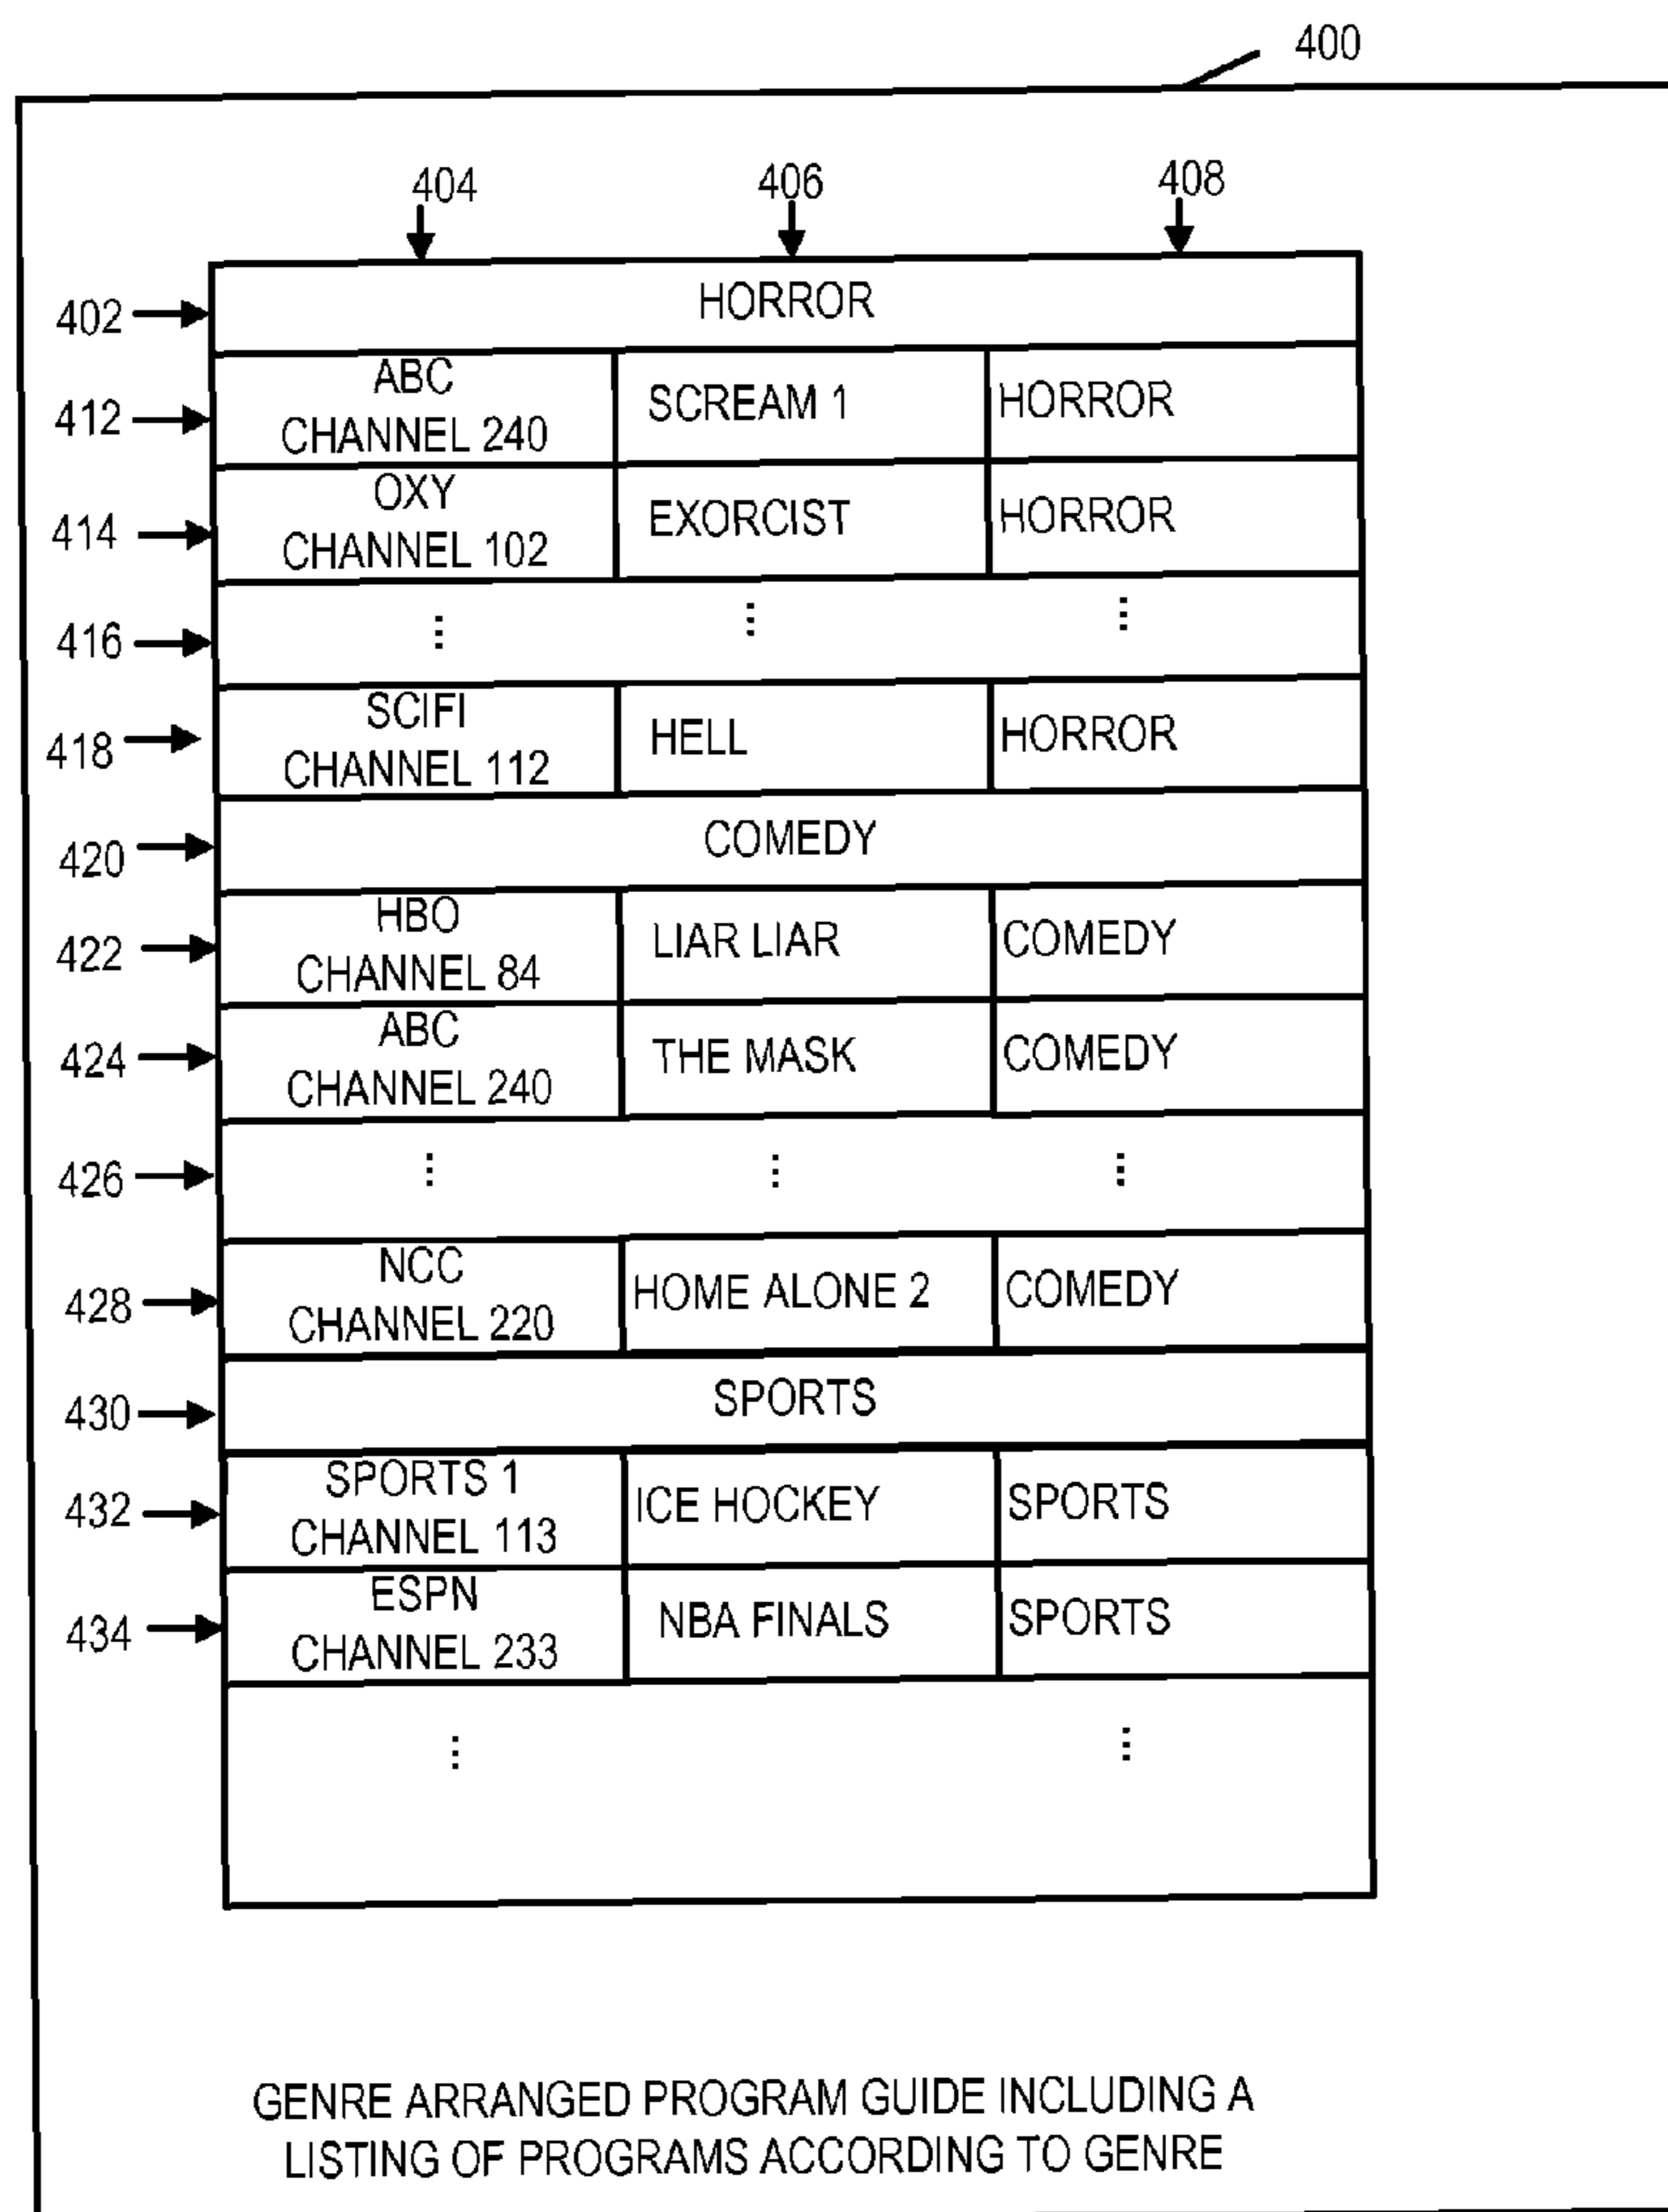 400
404 406 408
402 HORROR
412 ABC CHANNEL 240 SCREAM 1 HORROR
414 OXY CHANNEL 102 EXORCIST HORROR
416 ⋮ ⋮ ⋮
418 SCIFI CHANNEL 112 HELL HORROR
420 COMEDY
422 HBO CHANNEL 84 LIAR LIAR COMEDY
424 ABC CHANNEL 240 THE MASK COMEDY
426 ⋮ ⋮ ⋮
428 NCC CHANNEL 220 HOME ALONE 2 COMEDY
430 SPORTS
432 SPORTS 1 CHANNEL 113 ICE HOCKEY SPORTS
434 ESPN CHANNEL 233 NBA FINALS SPORTS
⋮ ⋮
GENRE ARRANGED PROGRAM GUIDE INCLUDING A
LISTING OF PROGRAMS ACCORDING TO GENRE